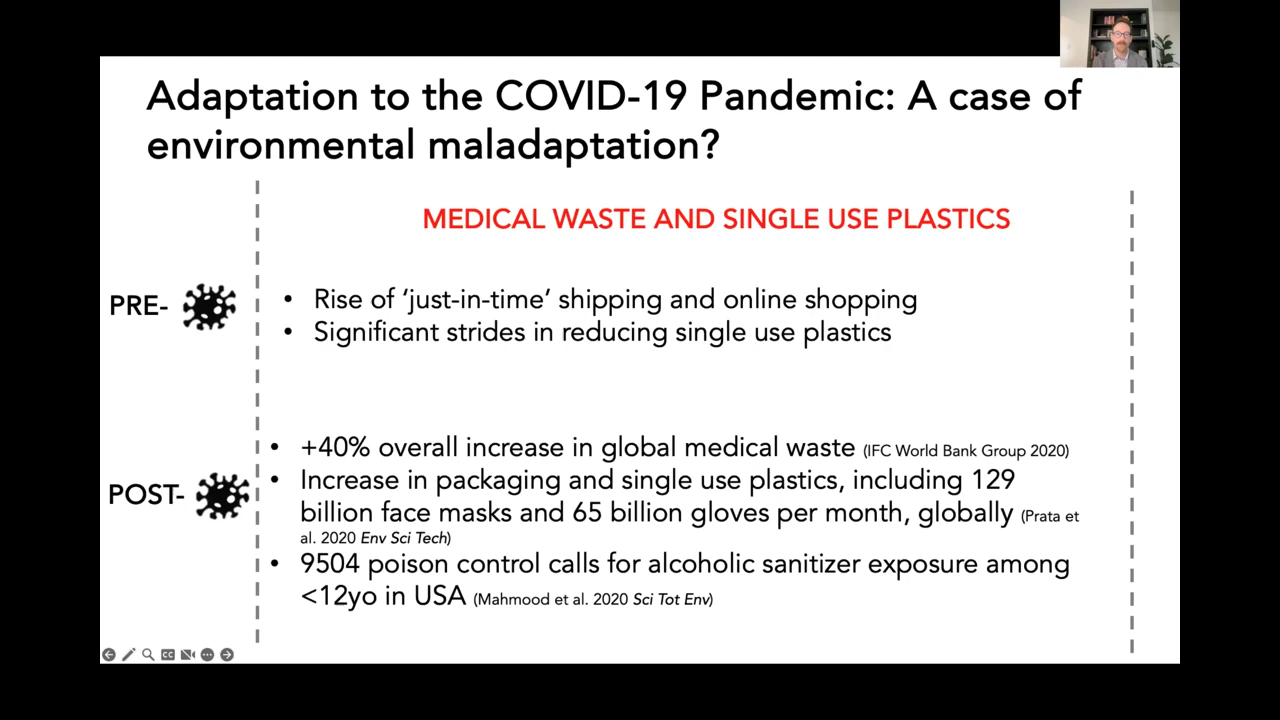 Adaptation to the COVID-19 Pandemic: A case of
environmental maladaptation?
MEDICAL WASTE AND SINGLE USE PLASTICS
PRE-
• Rise of ‘just-in-time’ shipping and online shopping
• Significant strides in reducing single use plastics
POST-
• +40% overall increase in global medical waste (IFC World Bank Group 2020)
• Increase in packaging and single use plastics, including 129
billion face masks and 65 billion gloves per month, globally (Prata et
al. 2020 Env Sci Tech)
• 9504 poison control calls for alcoholic sanitizer exposure among
<12yo in USA (Mahmood et al. 2020 Sci Tot Env)
CC